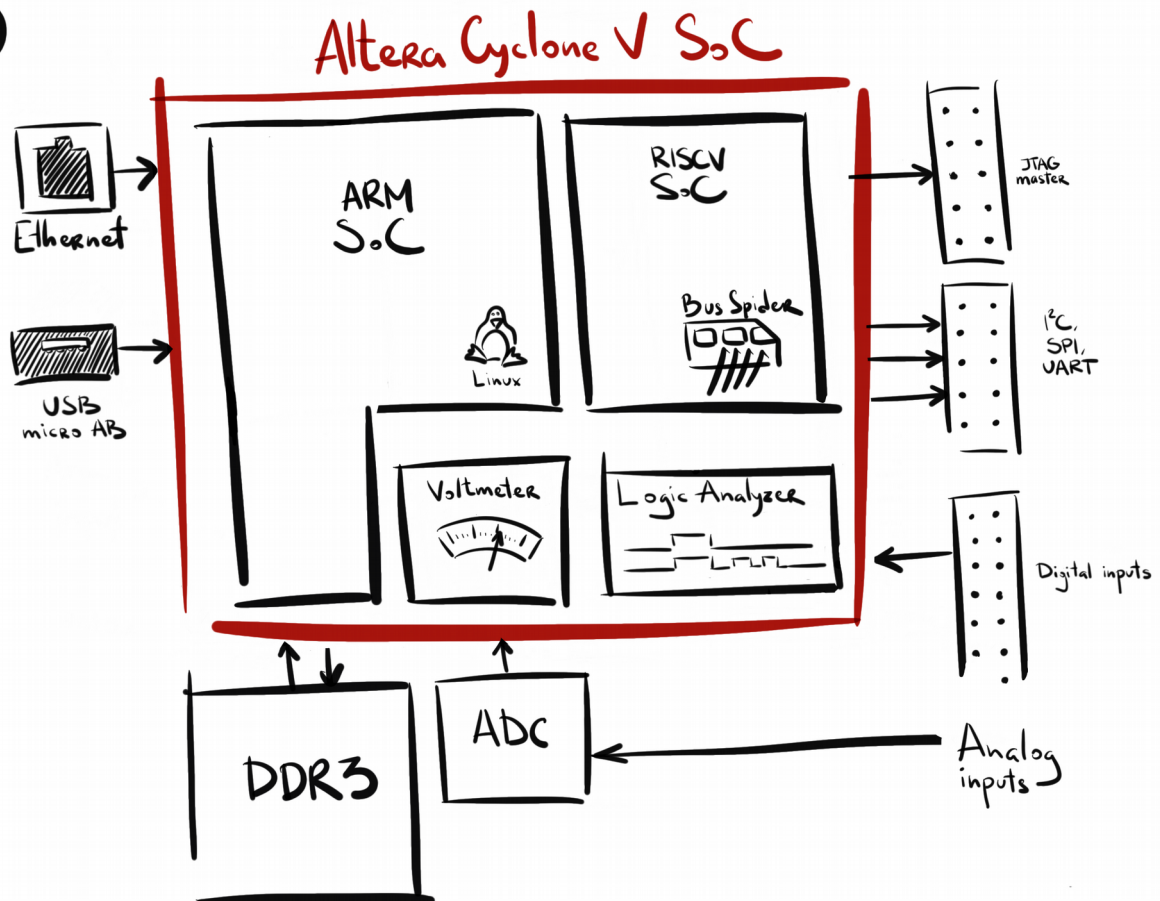 Altera Cyclone V SoC
Ethernet
USB
micro AB
ARM
SoC
Linux
RISCV
SoC
Bus Spider
Voltmeter
Logic Analyzer
JTAG
master
I²C,
SPI,
UART
Digital inputs
DDR3
ADC
Analog
inputs